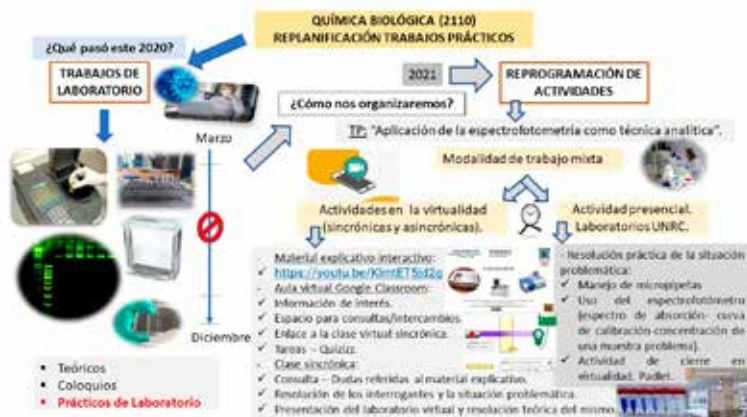 QUÍMICA BIOLÓGICA (2110)
REPLANIFICACIÓN TRABAJOS PRÁCTICOS
¿Qué pasó este 2020?
TRABAJOS DE
LABORATORIO
2021
REPROGRAMACIÓN DE
ACTIVIDADES
¿Cómo nos organizaremos?
Marzo
TP: "Aplicación de la espectrofotometría como técnica analítica".
Modalidad de trabajo mixta
Actividades en la virtualidad
(sincrónicas y asincrónicas).
Actividad presencial.
Laboratorios UNRC.
- Material explicativo interactivo:
✓ https://youtu.be/
- Aula virtual Google Classroom:
✓ Información de interés.
✓ Espacio para consultas/intercambios.
✓ Enlace a la clase virtual sincrónica.
✓ Tareas – Quizizz.
- Clase sincrónica:
✓ Consulta – Dudas referidas al material explicativo.
✓ Resolución de los interrogantes y la situación problemática.
✓ Presentación del laboratorio virtual y resolución teórica del mismo.
- Resolución práctica de la situación
problemática:
✓ Manejo de micropipetas
✓ Uso del espectrofotómetro
(espectro de absorción- curva
de calibración-concentración de
una muestra problema).
✓ Actividad de cierre en
virtualidad. Padlet.
Diciembre
• Teóricos
• Coloquios
• Prácticos de Laboratorio